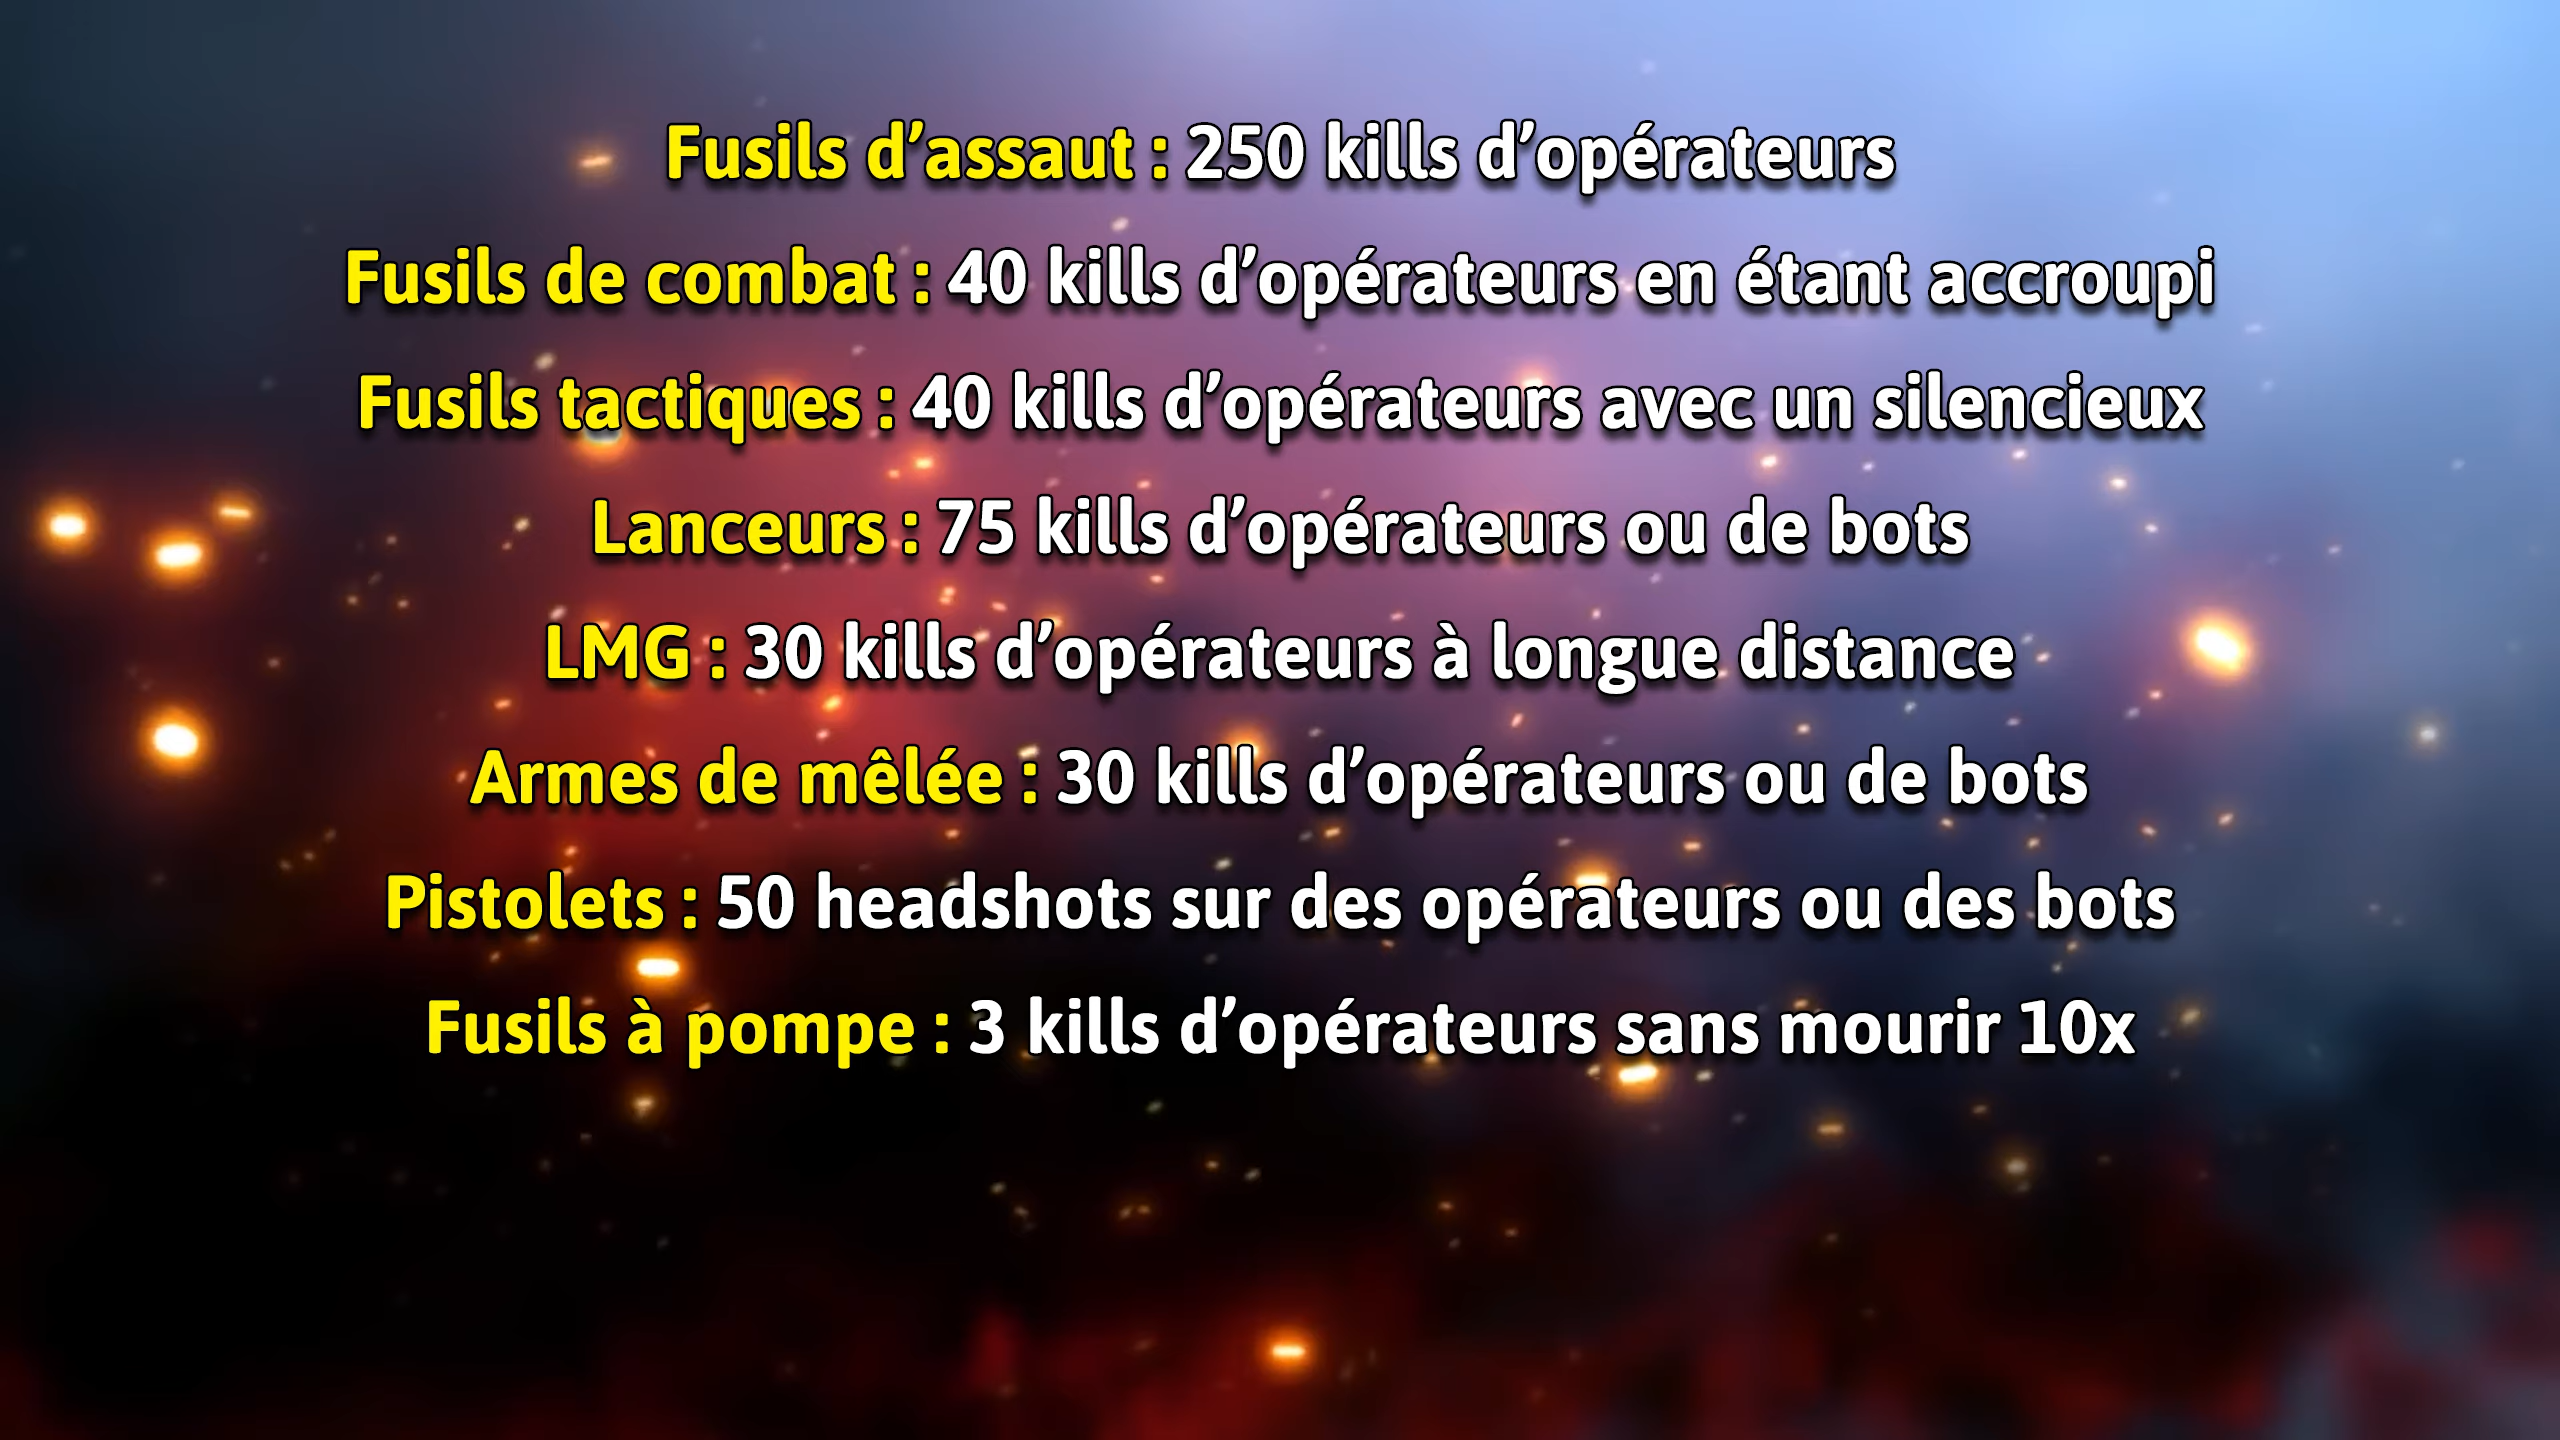 Fusils d’assaut : 250 kills d’opérateurs
Fusils de combat : 40 kills d’opérateurs en étant accroupi
Fusils tactiques : 40 kills d’opérateurs avec un silencieux
Lanceurs : 75 kills d’opérateurs ou de bots
LMG : 30 kills d’opérateurs à longue distance
Armes de mêlée : 30 kills d’opérateurs ou de bots
Pistolets : 50 headshots sur des opérateurs ou des bots
Fusils à pompe : 3 kills d’opérateurs sans mourir 10x